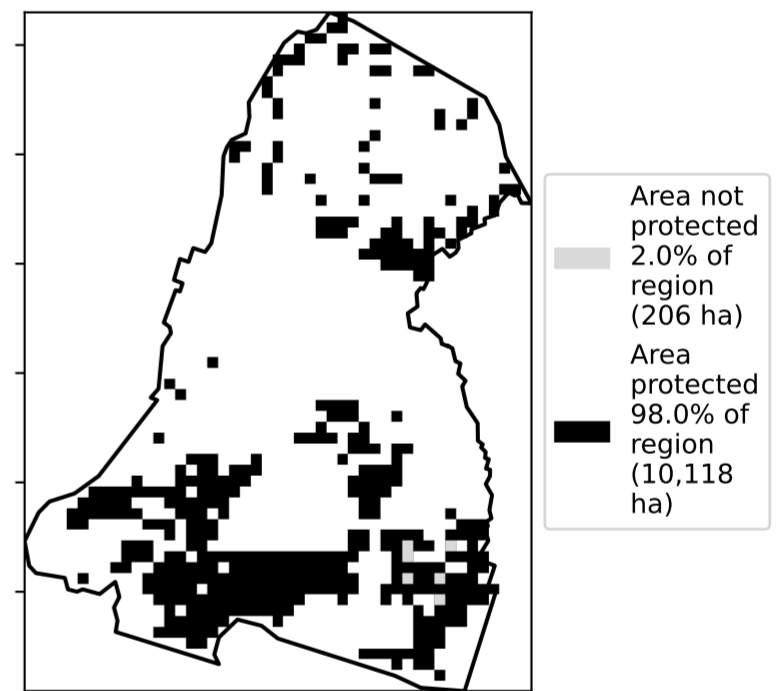 Area not
protected
2.0% of
region
(206 ha)
Area
protected
98.0% of
region
(10,118
ha)